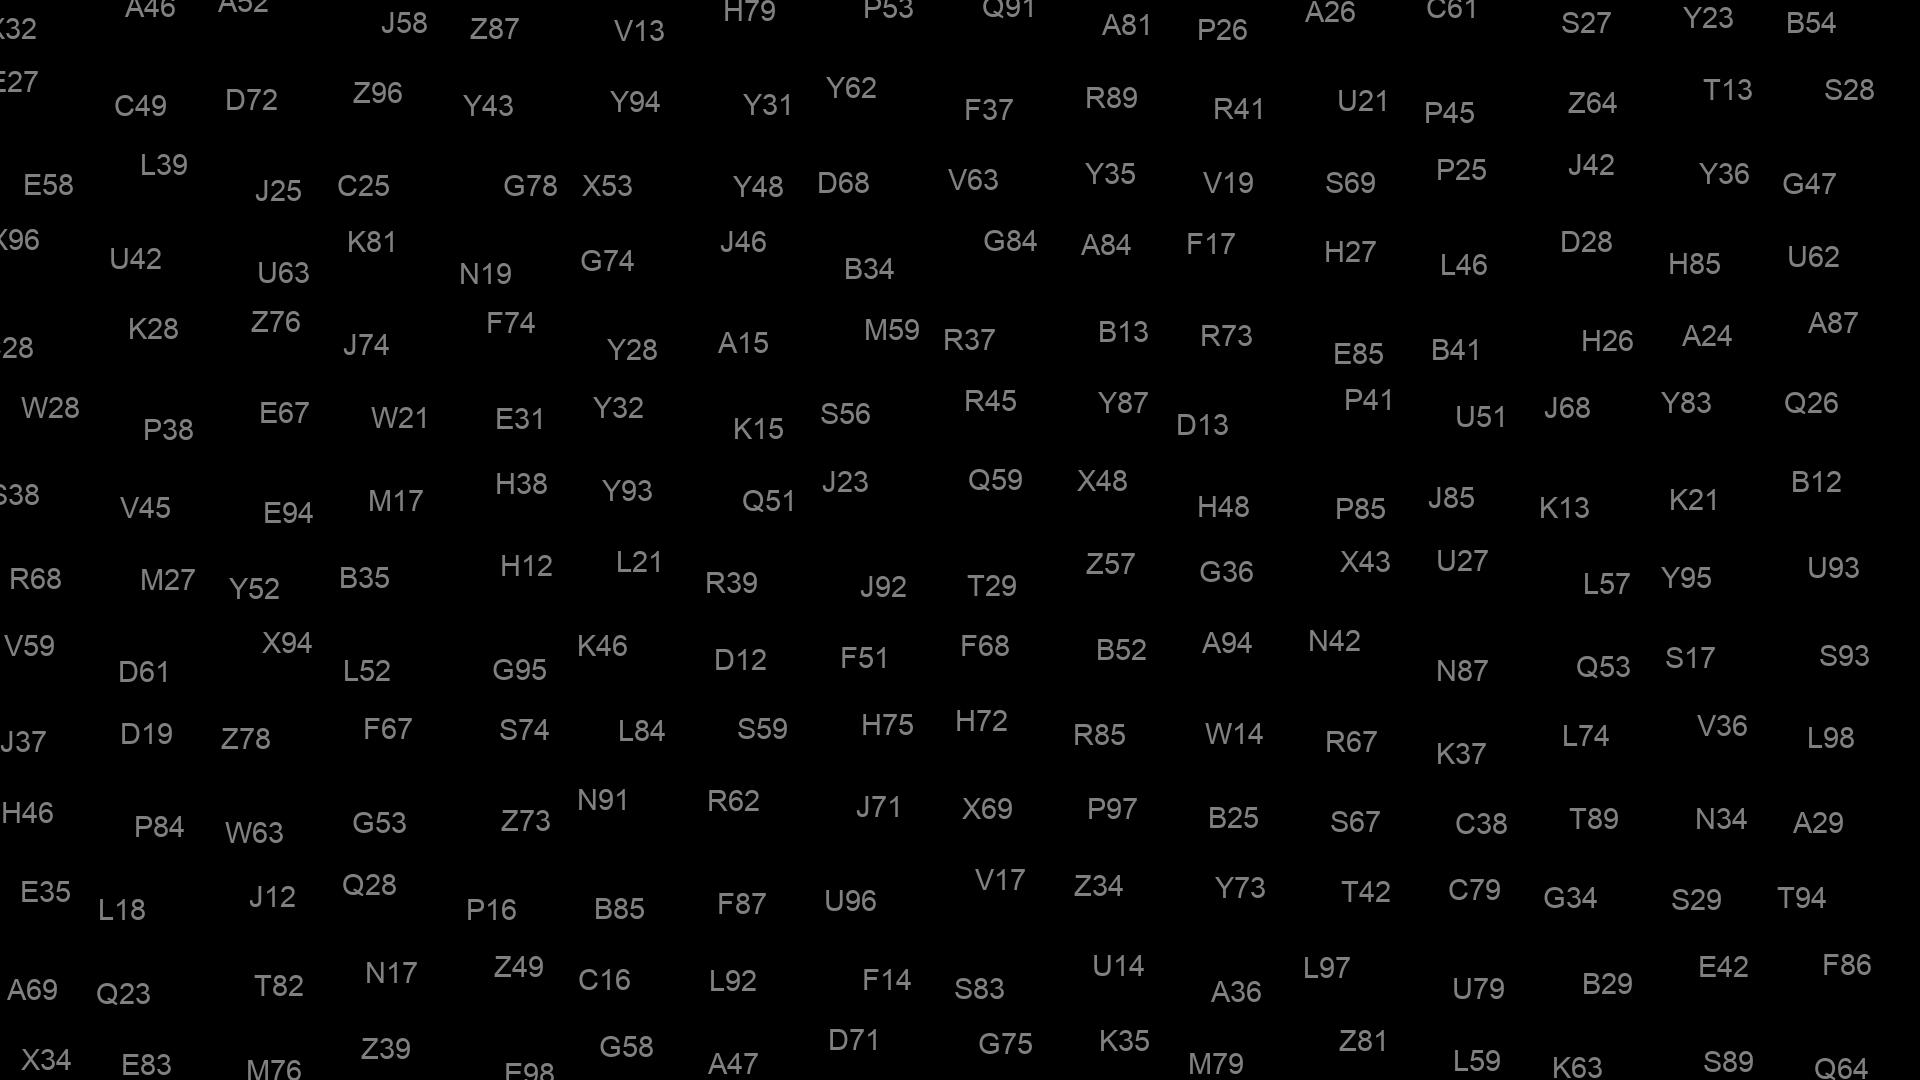 A46 A52 J58 Z87 V13 H79 P53 Q91 A81 P26 A26 C61 S27 Y23 B54
C49 D72 Z96 Y43 Y94 Y31 Y62 F37 R89 R41 U21 P45 Z64 T13 S28
E58 L39 J25 C25 G78 X53 Y48 D68 V63 Y35 V19 S69 P25 J42 Y36 G47
X96 U42 U63 K81 N19 G74 J46 B34 G84 A84 F17 H27 L46 D28 H85 U62
K28 Z76 J74 F74 Y28 A15 M59 R37 B13 R73 E85 B41 H26 A24 A87
W28 P38 E67 W21 E31 Y32 K15 S56 R45 Y87 D13 P41 U51 J68 Y83 Q26
S38 V45 E94 M17 H38 Y93 Q51 J23 Q59 X48 H48 P85 J85 K13 K21 B12
R68 M27 Y52 B35 H12 L21 R39 J92 T29 Z57 G36 X43 U27 L57 Y95 U93
V59 D61 X94 L52 G95 K46 D12 F51 F68 B52 A94 N42 N87 Q53 S17 S93
J37 D19 Z78 F67 S74 L84 S59 H75 H72 R85 W14 R67 K37 L74 V36 L98
H46 P84 W63 G53 Z73 N91 R62 J71 X69 P97 B25 S67 C38 T89 N34 A29
E35 L18 J12 Q28 P16 B85 F87 U96 V17 Z34 Y73 T42 C79 G34 S29 T94
A69 Q23 T82 N17 Z49 C16 L92 F14 S83 U14 A36 L97 U79 B29 E42 F86
X34 E83 M76 Z39 G58 A47 D71 G75 K35 M79 Z81 L59 K63 S89 Q64